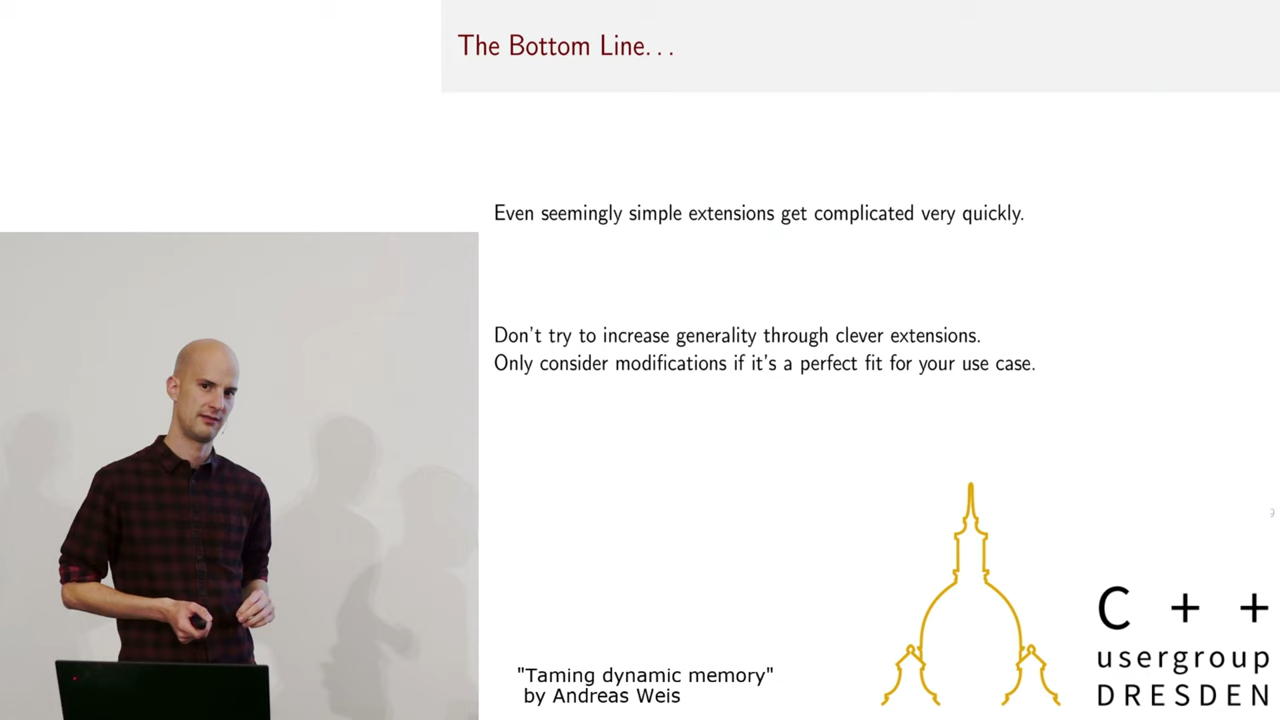 The Bottom Line...
Even seemingly simple extensions get complicated very quickly.
Don't try to increase generality through clever extensions.
Only consider modifications if it's a perfect fit for your use case.
9
"Taming dynamic memory"
by Andreas Weis
C + +
usergroup
DRESDEN